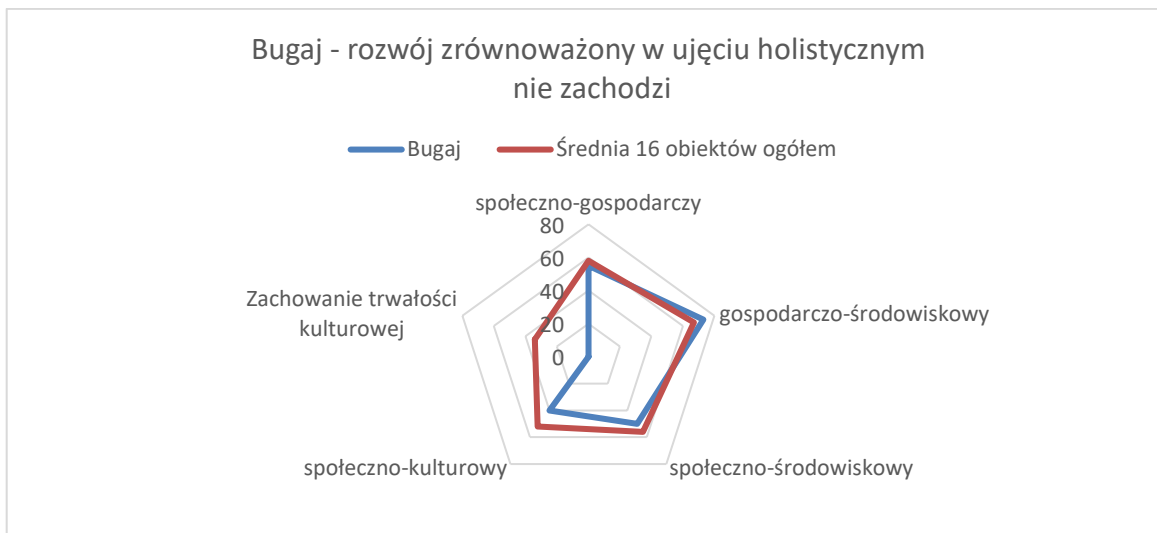 Bugaj - rozwój zrównoważony w ujęciu holistycznym
nie zachodzi
Bugaj
Średnia 16 obiektów ogółem
społeczno-gospodarczy
80
60
40
20
0
gospodarczo-środowiskowy
społeczno-środowiskowy
społeczno-kulturowy
Zachowanie trwałości
kulturowej